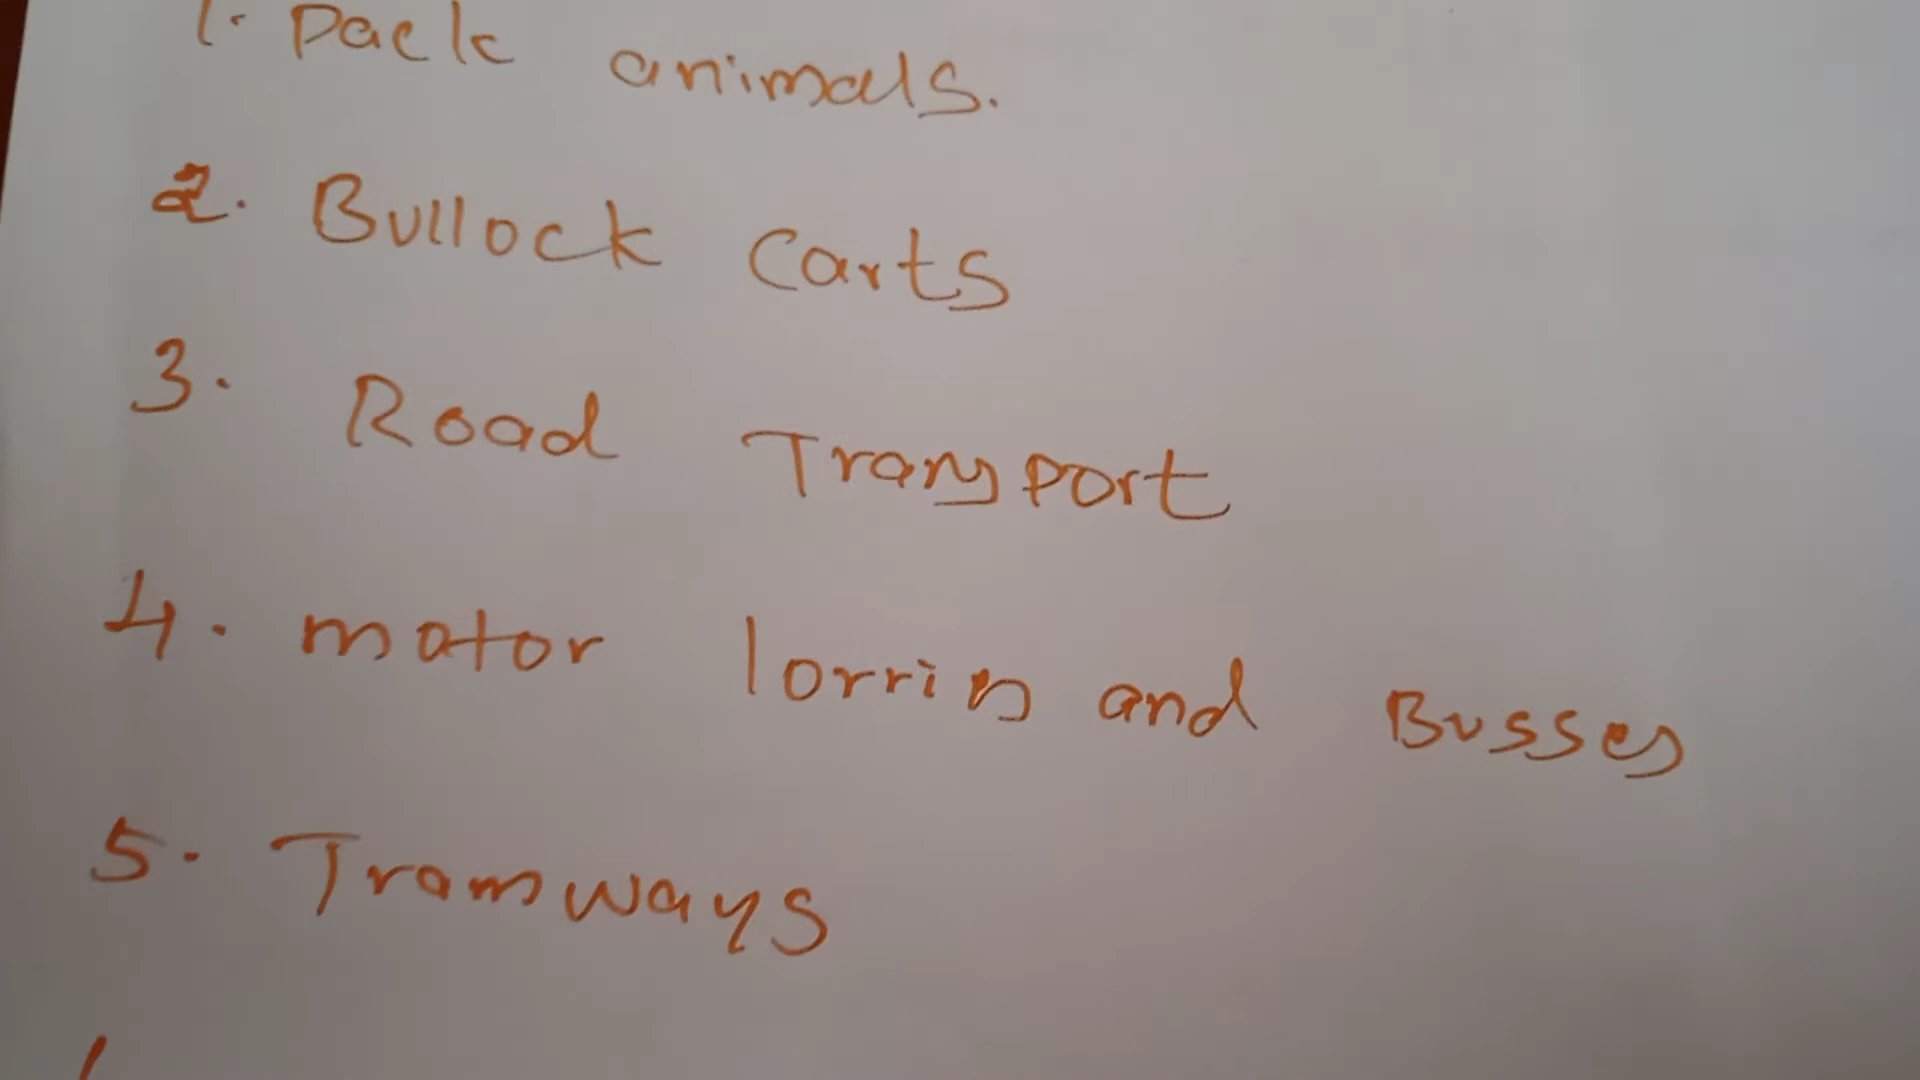 1. Pack animals.
2. Bullock Carts
3. Road Transport
4. motor lorries and Busses
5. Tramways